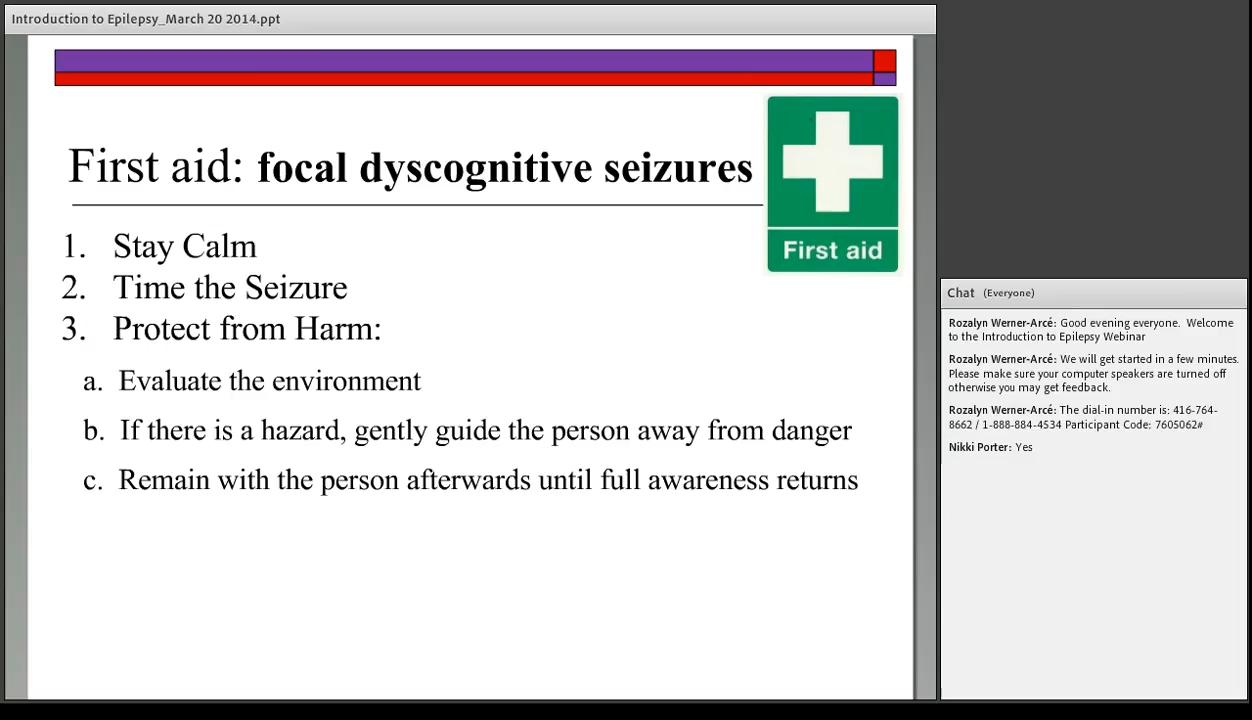 Introduction to Epilepsy_March 20 2014.ppt
First aid: focal dyscognitive seizures
First aid
1. Stay Calm
2. Time the Seizure
3. Protect from Harm:
a. Evaluate the environment
b. If there is a hazard, gently guide the person away from danger
c. Remain with the person afterwards until full awareness returns
Chat (Everyone)
Rozalyn Werner-Arcé: Good evening everyone. Welcome
to the Introduction to Epilepsy Webinar
Rozalyn Werner-Arcé: We will get started in a few minutes.
Please make sure your computer speakers are turned off
otherwise you may get feedback.
Rozalyn Werner-Arcé: The dial-in number is: 416-764-
8662 / 1-888-884-4534 Participant Code: 7605062#
Nikki Porter: Yes